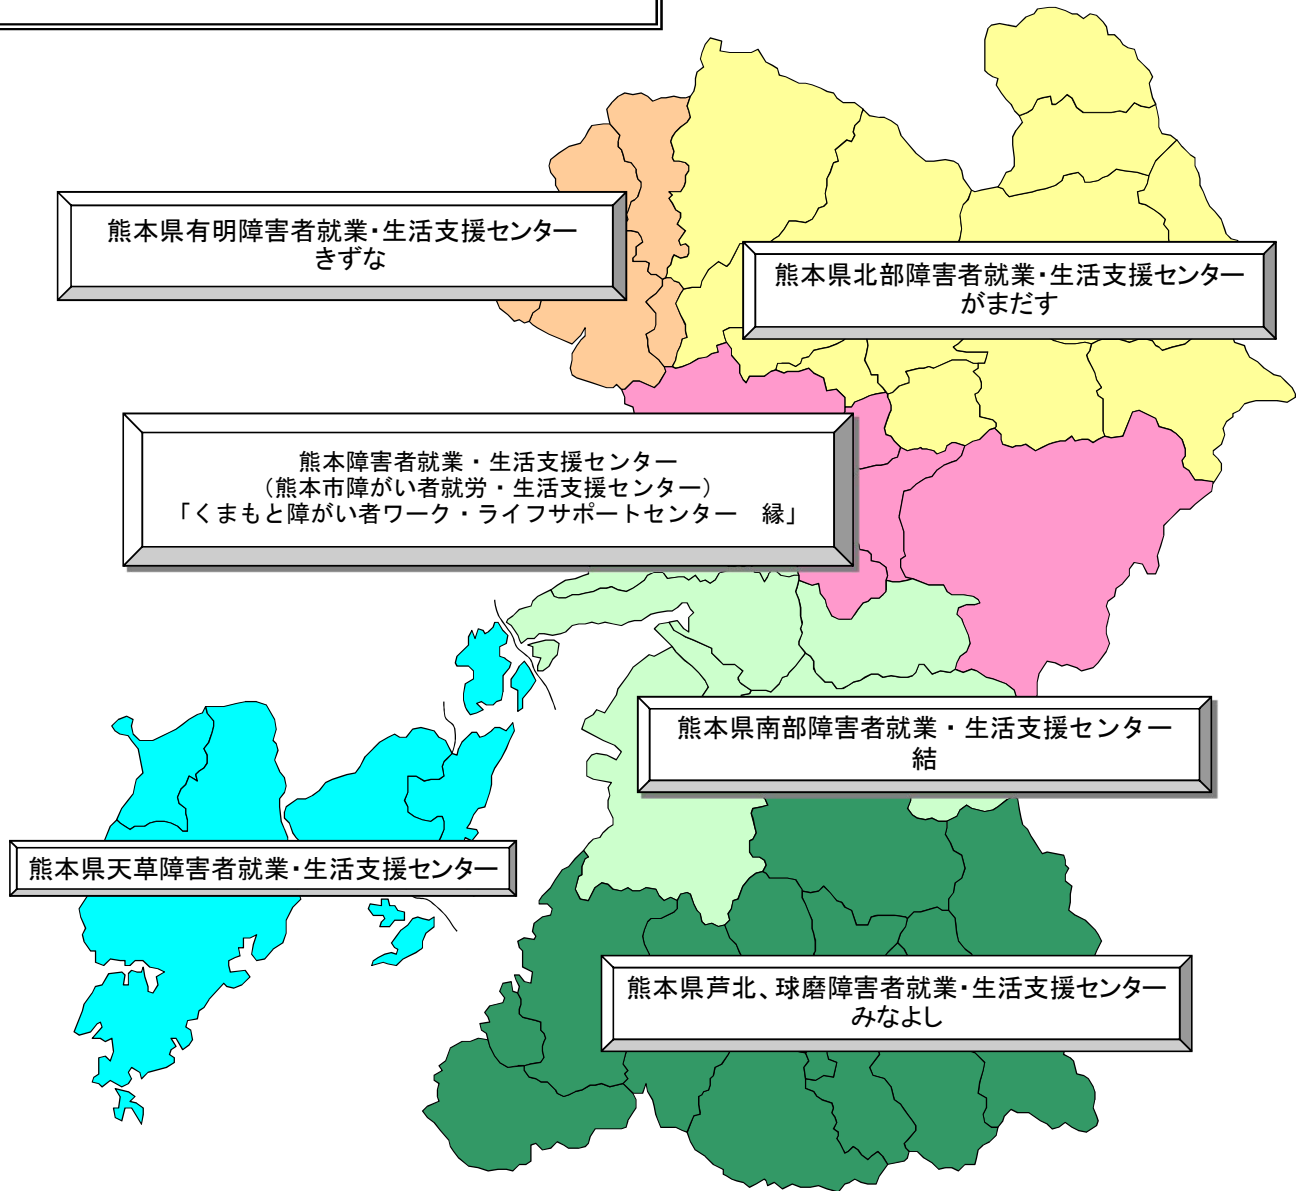 熊本県有明障害者就業・生活支援センター
きずな
熊本県北部障害者就業・生活支援センター
がまだす
熊本障害者就業・生活支援センター
（熊本市障がい者就労・生活支援センター）
「くまもと障がい者ワーク・ライフサポートセンター　縁」
熊本県南部障害者就業・生活支援センター
結
熊本県天草障害者就業・生活支援センター
熊本県芦北、球磨障害者就業・生活支援センター
みなよし